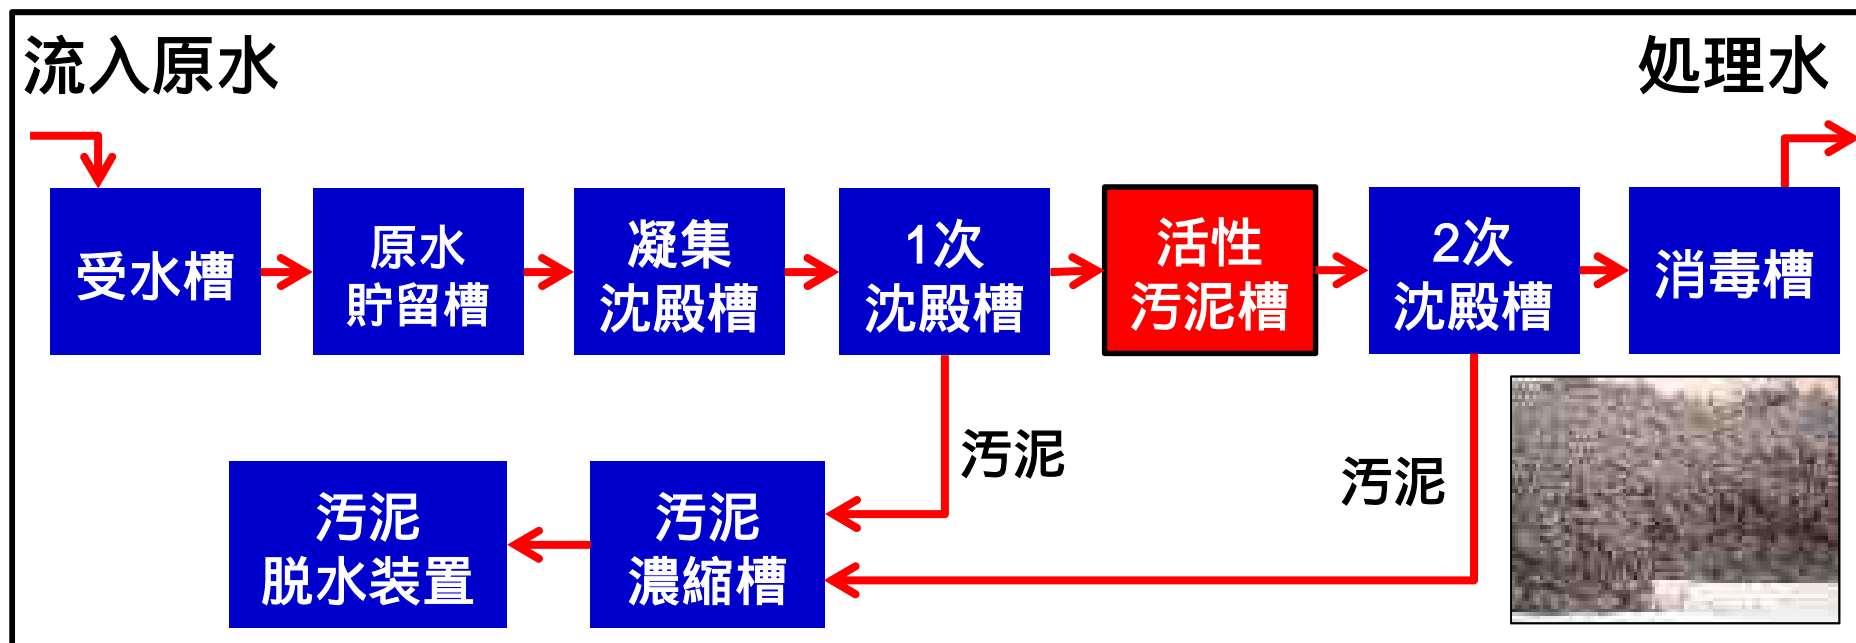 流入原水
処理水
受水槽
原水
貯留槽
凝集
沈殿槽
1次
沈殿槽
活性
汚泥槽
2次
沈殿槽
消毒槽
汚泥
汚泥
汚泥
脱水装置
汚泥
濃縮槽